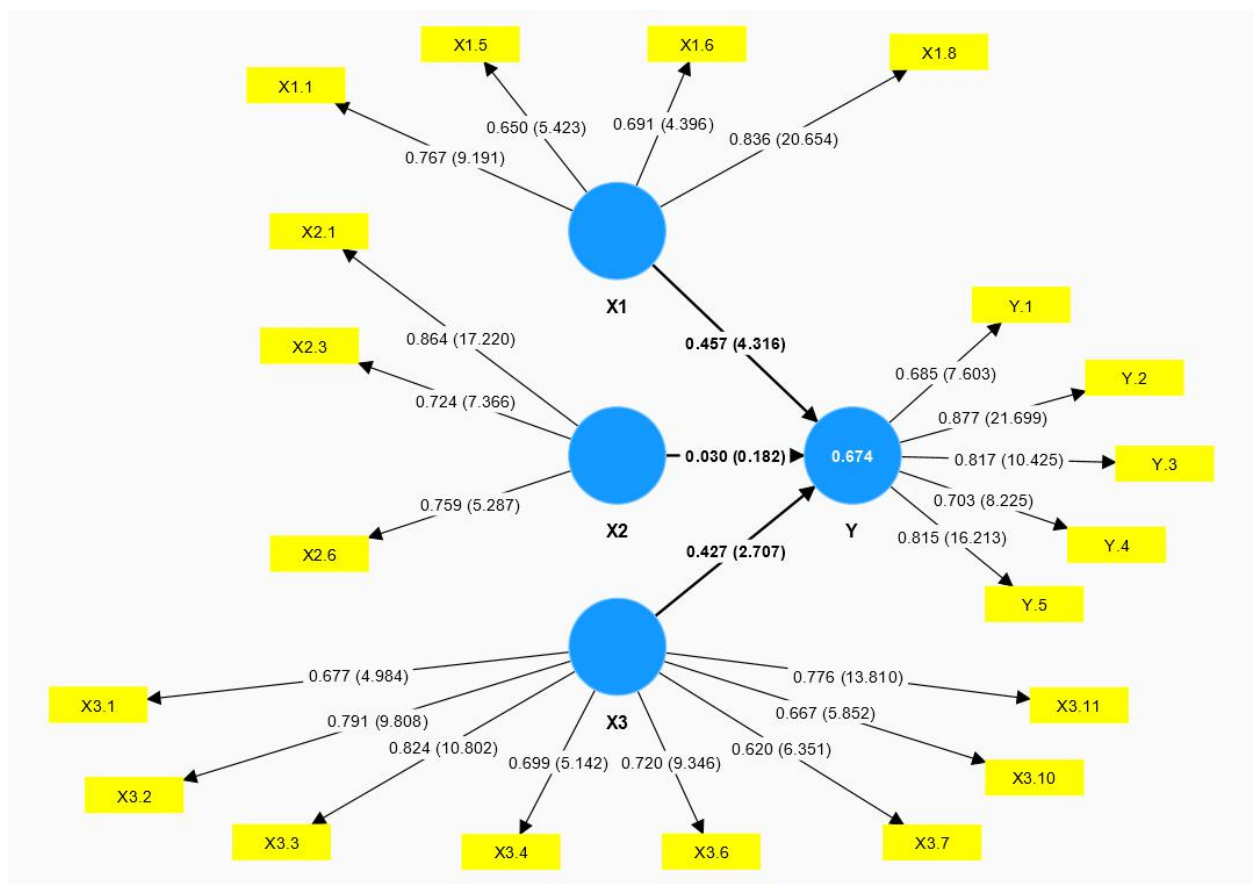 X1.5
X1.6
X1.8
X1.1
0.650 (5.423)
0.691 (4.396)
0.836 (20.654)
0.767 (9.191)
X2.1
X1
Y.1
0.864 (17.220)
X2.3
0.457 (4.316)
0.685 (7.603)
Y.2
0.724 (7.366)
0.877 (21.699)
0.030 (0.182)
0.674
0.817 (10.425)
Y.3
0.759 (5.287)
0.703 (8.225)
X2
Y
0.815 (16.213)
Y.4
X2.6
0.427 (2.707)
Y.5
0.677 (4.984)
0.776 (13.810)
X3.1
X3
X3.11
0.791 (9.808)
0.667 (5.852)
0.824 (10.802)
0.699 (5.142)
0.720 (9.346)
0.620 (6.351)
X3.2
X3.10
X3.3
X3.4
X3.6
X3.7